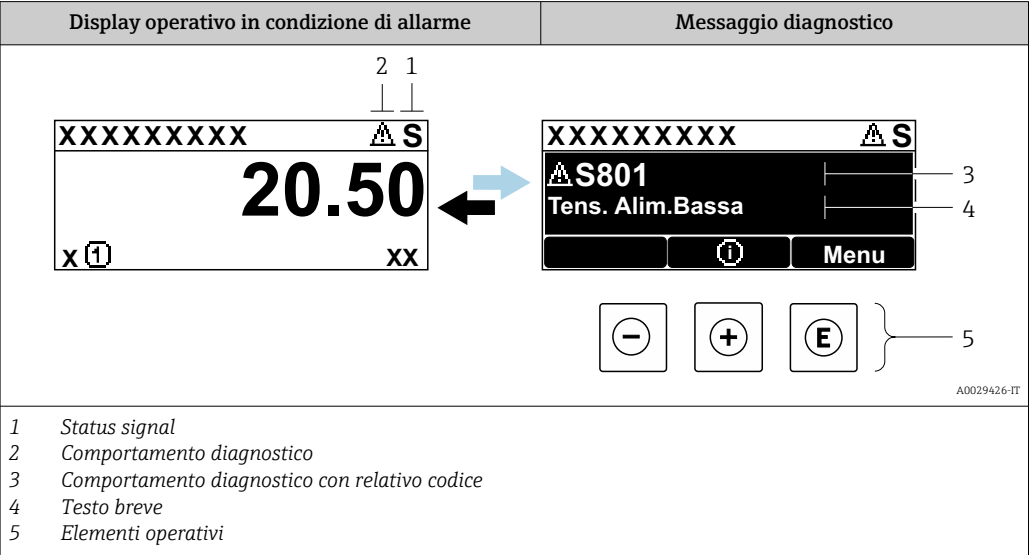 Display operativo in condizione di allarme
Messaggio diagnostico
2 1
XXXXXXXXX S
20.50
x 1 xx
XXXXXXXXX S
S801 3
Tens. Alim.Bassa 4
i Menu
- + E 5
A0029426-IT
1 Status signal
2 Comportamento diagnostico
3 Comportamento diagnostico con relativo codice
4 Testo breve
5 Elementi operativi